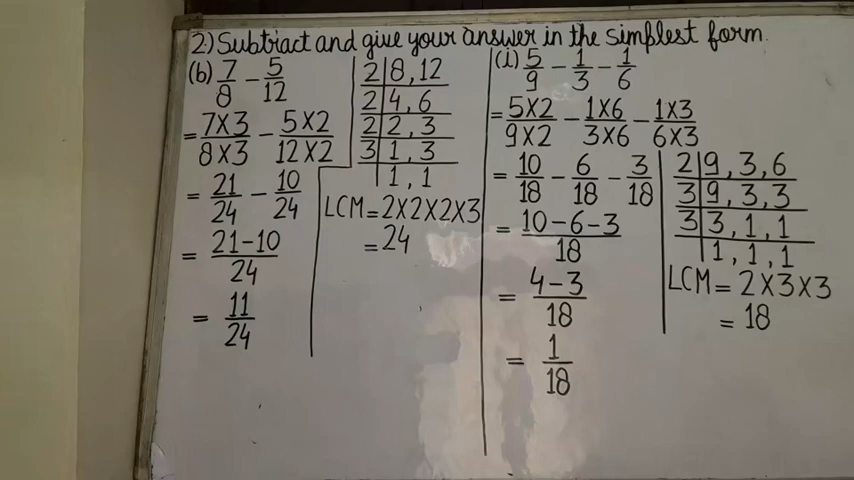 2) Subtract and give your answer in the simplest form.
(b) 7/8 - 5/12
= 7X3/8X3 - 5X2/12X2
= 21/24 - 10/24
= 21-10/24
= 11/24
2 | 8, 12
2 | 4, 6
2 | 2, 3
3 | 1, 3
| 1, 1
LCM = 2X2X2X3
= 24
(i) 5/9 - 1/3 - 1/6
= 5X2/9X2 - 1X6/3X6 - 1X3/6X3
= 10/18 - 6/18 - 3/18
= 10-6-3/18
= 4-3/18
= 1/18
2 | 9, 3, 6
3 | 9, 3, 3
3 | 3, 1, 1
| 1, 1, 1
LCM = 2X3X3
= 18